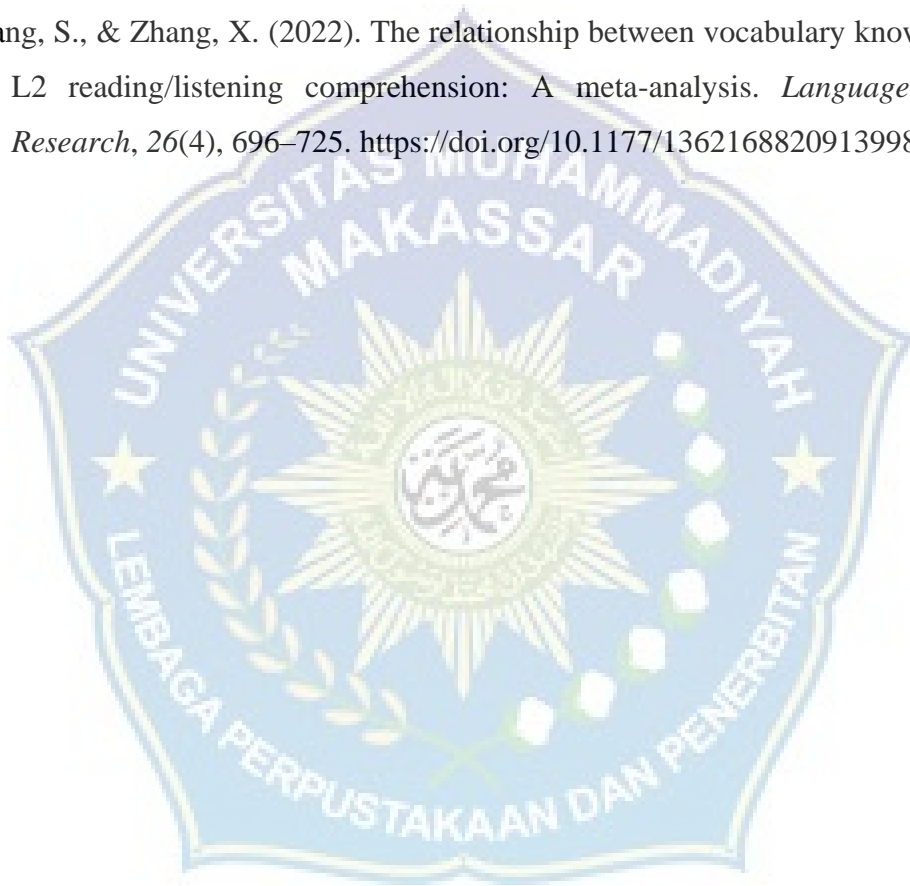 ang, S., & Zhang, X. (2022). The relationship between vocabulary know
L2 reading/listening comprehension: A meta-analysis. Language
Research, 26(4), 696–725. https://doi.org/10.1177/1362168820913998
UNIVERSITAS MUHAMMADIYAH
MAKASSAR
LEMBAGA PERPUSTAKAAN DAN PENERBITAN